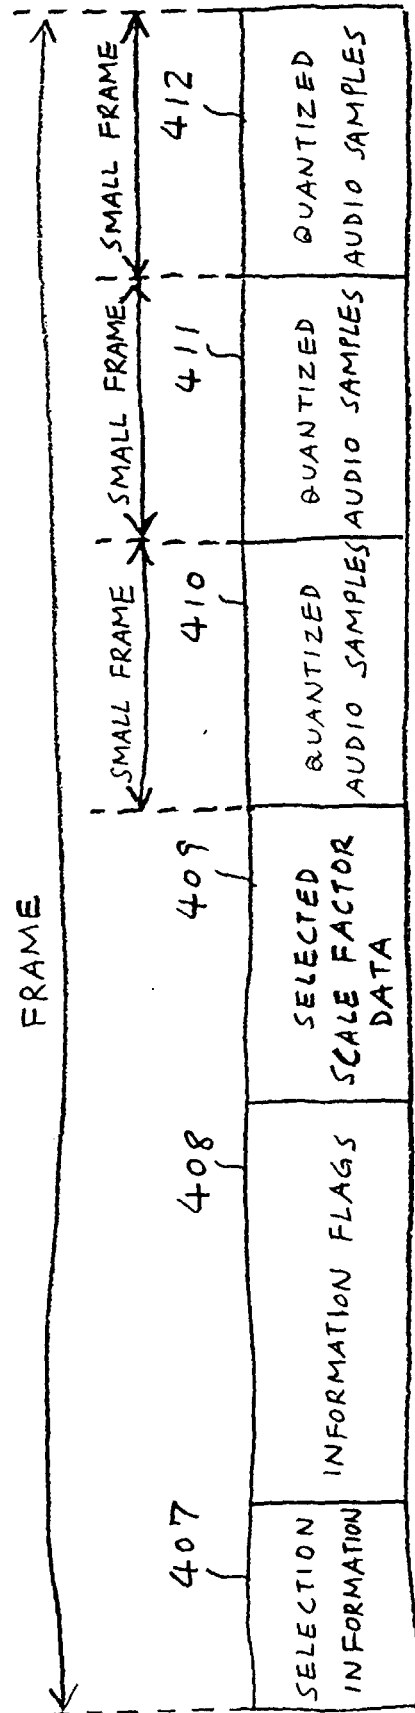 FRAME
SMALL FRAME
SMALL FRAME
SMALL FRAME
407
408
409
410
411
412
SELECTION
INFORMATION
INFORMATION FLAGS
SELECTED
SCALE FACTOR
DATA
QUANTIZED
AUDIO SAMPLES
QUANTIZED
AUDIO SAMPLES
QUANTIZED
AUDIO SAMPLES